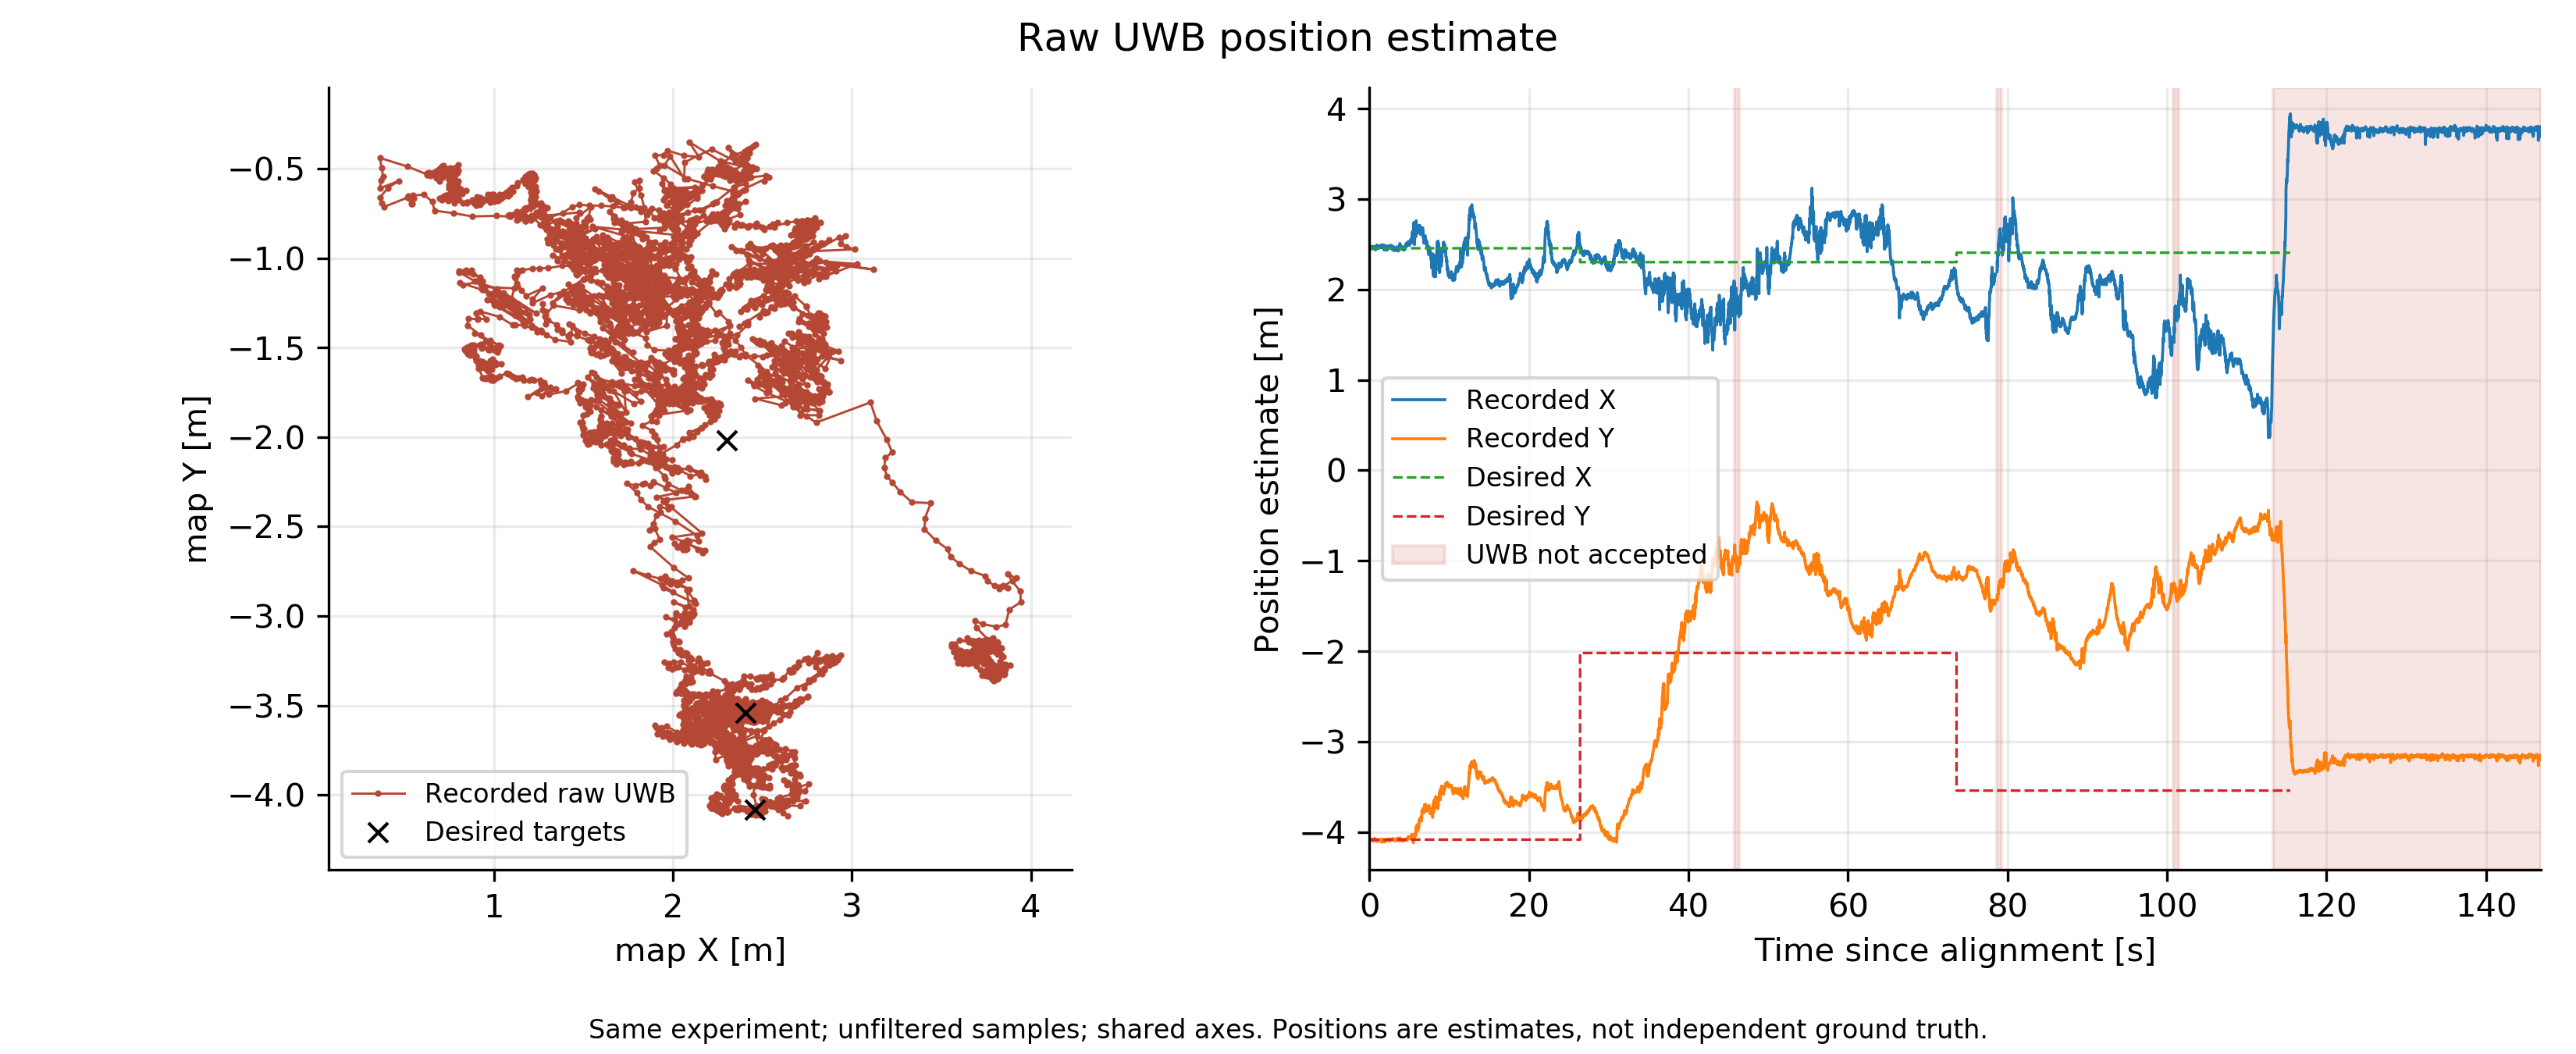 Raw UWB position estimate
−0.5
−1.0
−1.5
−2.0
−2.5
−3.0
−3.5
−4.0
map Y [m]
1
2
3
4
map X [m]
Recorded raw UWB
Desired targets
4
3
2
1
0
−1
−2
−3
−4
Position estimate [m]
0
20
40
60
80
100
120
140
Time since alignment [s]
Recorded X
Recorded Y
Desired X
Desired Y
UWB not accepted
Same experiment; unfiltered samples; shared axes. Positions are estimates, not independent ground truth.